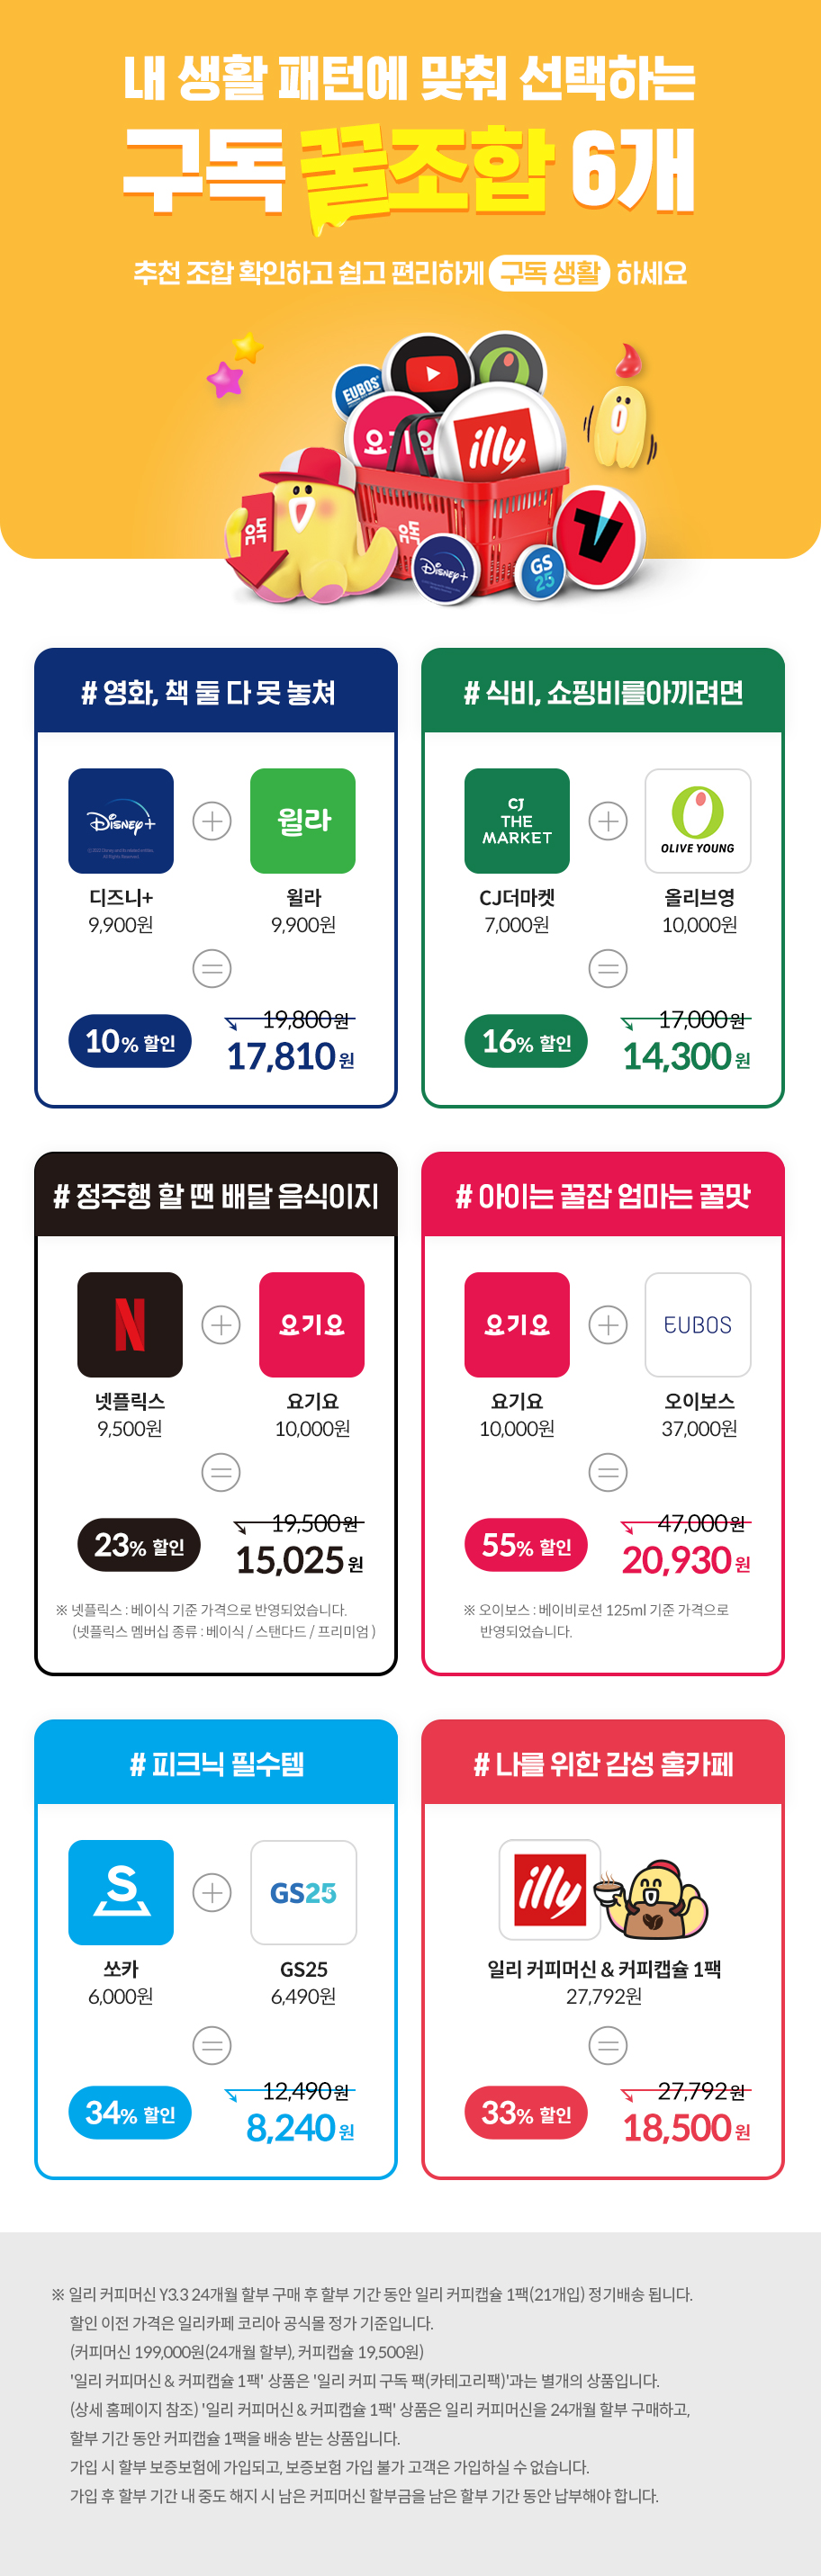 내 생활 패턴에 맞춰 선택하는
구독 꿀조합 6개
추천 조합 확인하고 쉽고 편리하게 구독 생활 하세요
EUBOS
요기요
illy
구독
구독
Disney+
GS
25
# 영화, 책 둘 다 못 놓쳐
Disney+
윌라
디즈니+
윌라
9,900원
9,900원
10% 할인
19,800원
17,810원
# 식비, 쇼핑비를아끼려면
CJ
THE
MARKET
OLIVE YOUNG
CJ더마켓
올리브영
7,000원
10,000원
16% 할인
17,000원
14,300원
# 정주행 할 땐 배달 음식이지
N
요기요
넷플릭스
요기요
9,500원
10,000원
23% 할인
19,500원
15,025원
※ 넷플릭스 : 베이식 기준 가격으로 반영되었습니다.
(넷플릭스 멤버십 종류 : 베이식 / 스탠다드 / 프리미엄 )
# 아이는 꿀잠 엄마는 꿀맛
요기요
EUBOS
요기요
오이보스
10,000원
37,000원
55% 할인
47,000원
20,930원
※ 오이보스 : 베이비로션 125ml 기준 가격으로
반영되었습니다.
# 피크닉 필수템
S
GS25
쏘카
GS25
6,000원
6,490원
34% 할인
12,490원
8,240원
# 나를 위한 감성 홈카페
illy
일리 커피머신 & 커피캡슐 1팩
27,792원
33% 할인
27,792원
18,500원
※ 일리 커피머신 Y3.3 24개월 할부 구매 후 할부 기간 동안 일리 커피캡슐 1팩(21개입) 정기배송 됩니다.
할인 이전 가격은 일리카페 코리아 공식몰 정가 기준입니다.
(커피머신 199,000원(24개월 할부), 커피캡슐 19,500원)
'일리 커피머신 & 커피캡슐 1팩' 상품은 '일리 커피 구독 팩(카테고리팩)'과는 별개의 상품입니다.
(상세 홈페이지 참조) '일리 커피머신 & 커피캡슐 1팩' 상품은 일리 커피머신을 24개월 할부 구매하고,
할부 기간 동안 커피캡슐 1팩을 배송 받는 상품입니다.
가입 시 할부 보증보험에 가입되고, 보증보험 가입 불가 고객은 가입하실 수 없습니다.
가입 후 할부 기간 내 중도 해지 시 남은 커피머신 할부금을 남은 할부 기간 동안 납부해야 합니다.